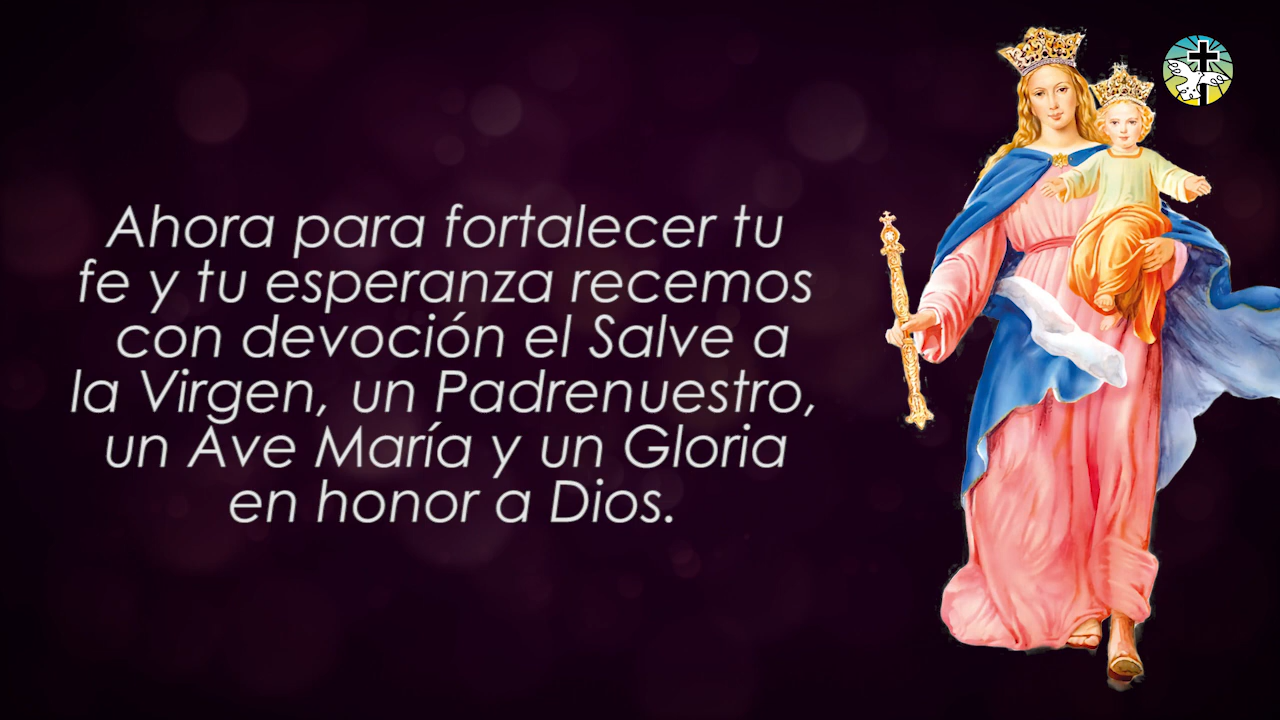 Ahora para fortalecer tu
fe y tu esperanza recemos
con devoción el Salve a
la Virgen, un Padrenuestro,
un Ave María y un Gloria
en honor a Dios.